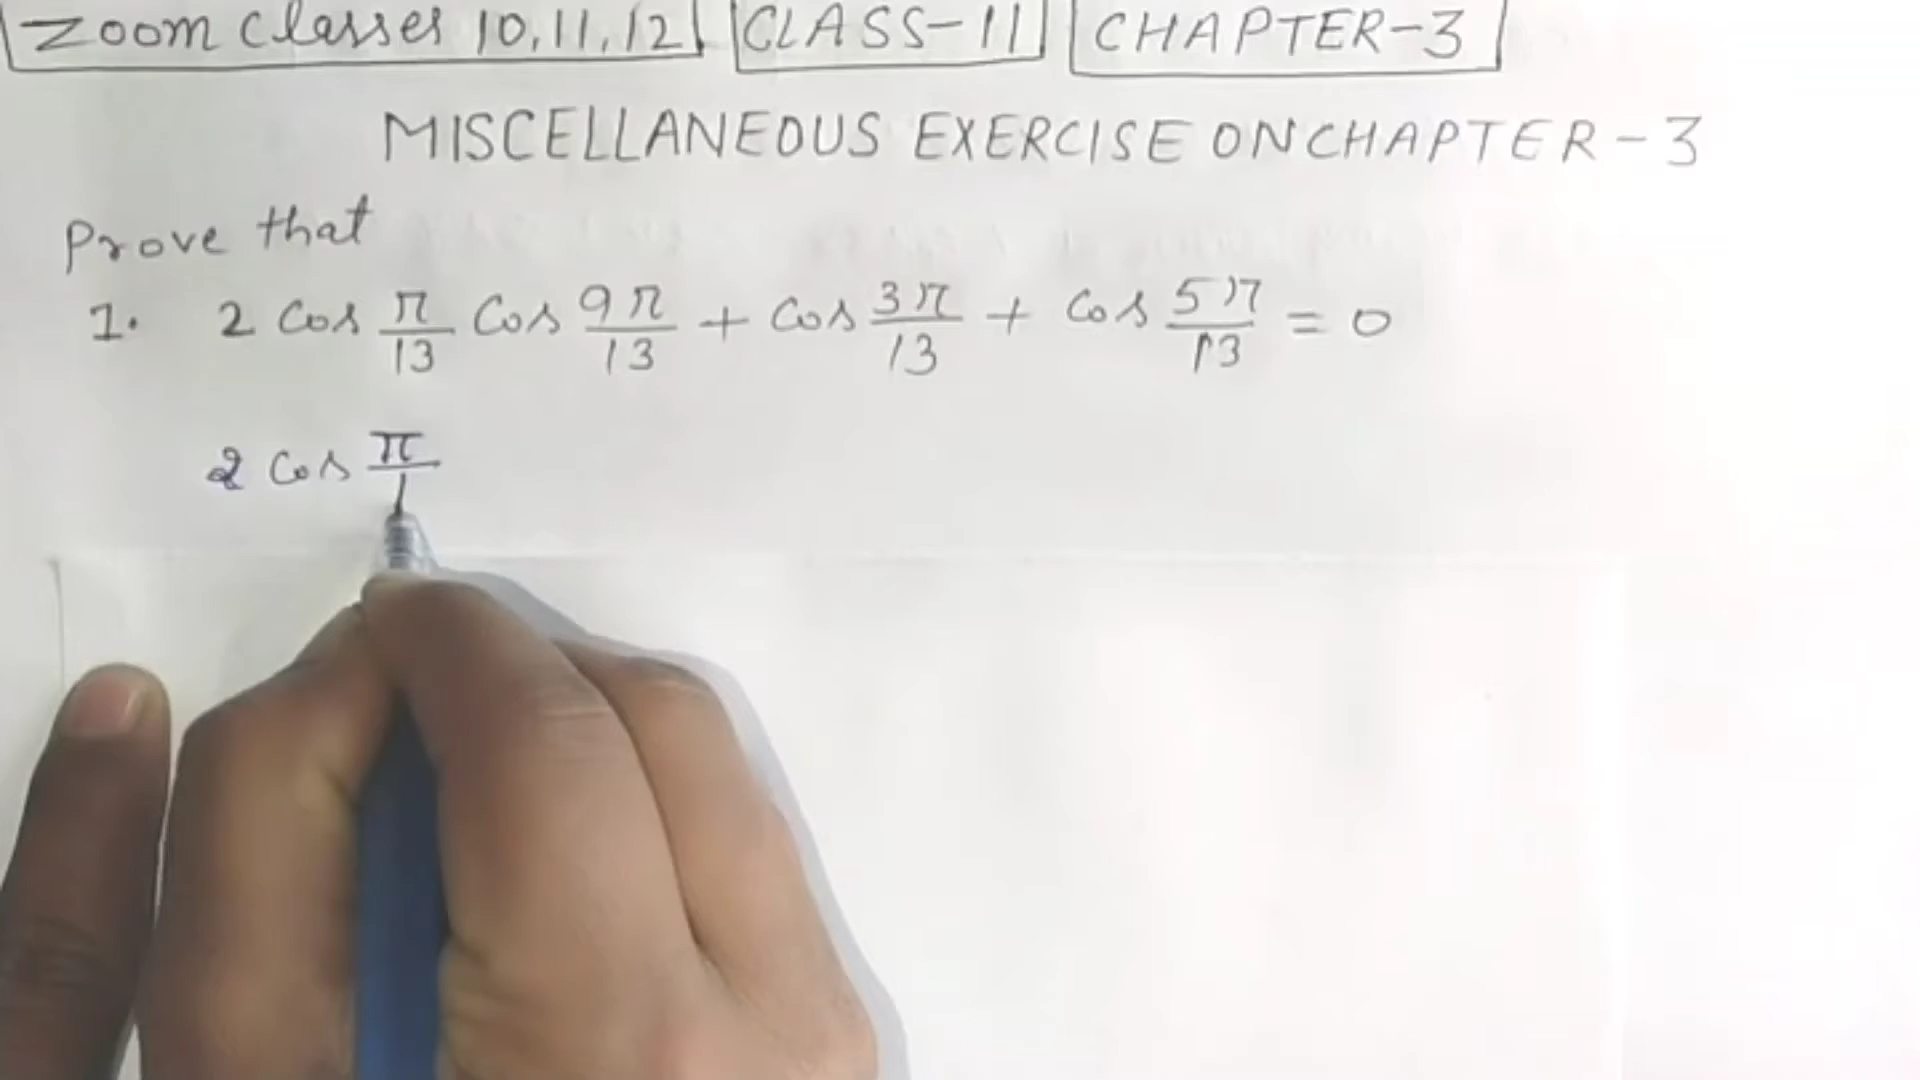 Zoom Classes 10,11,12 CLASS-11 CHAPTER-3
MISCELLANEOUS EXERCISE ON CHAPTER-3
Prove that
1. 2 Cos π/13 Cos 9π/13 + Cos 3π/13 + Cos 5π/13 = 0
2 Cos π/1